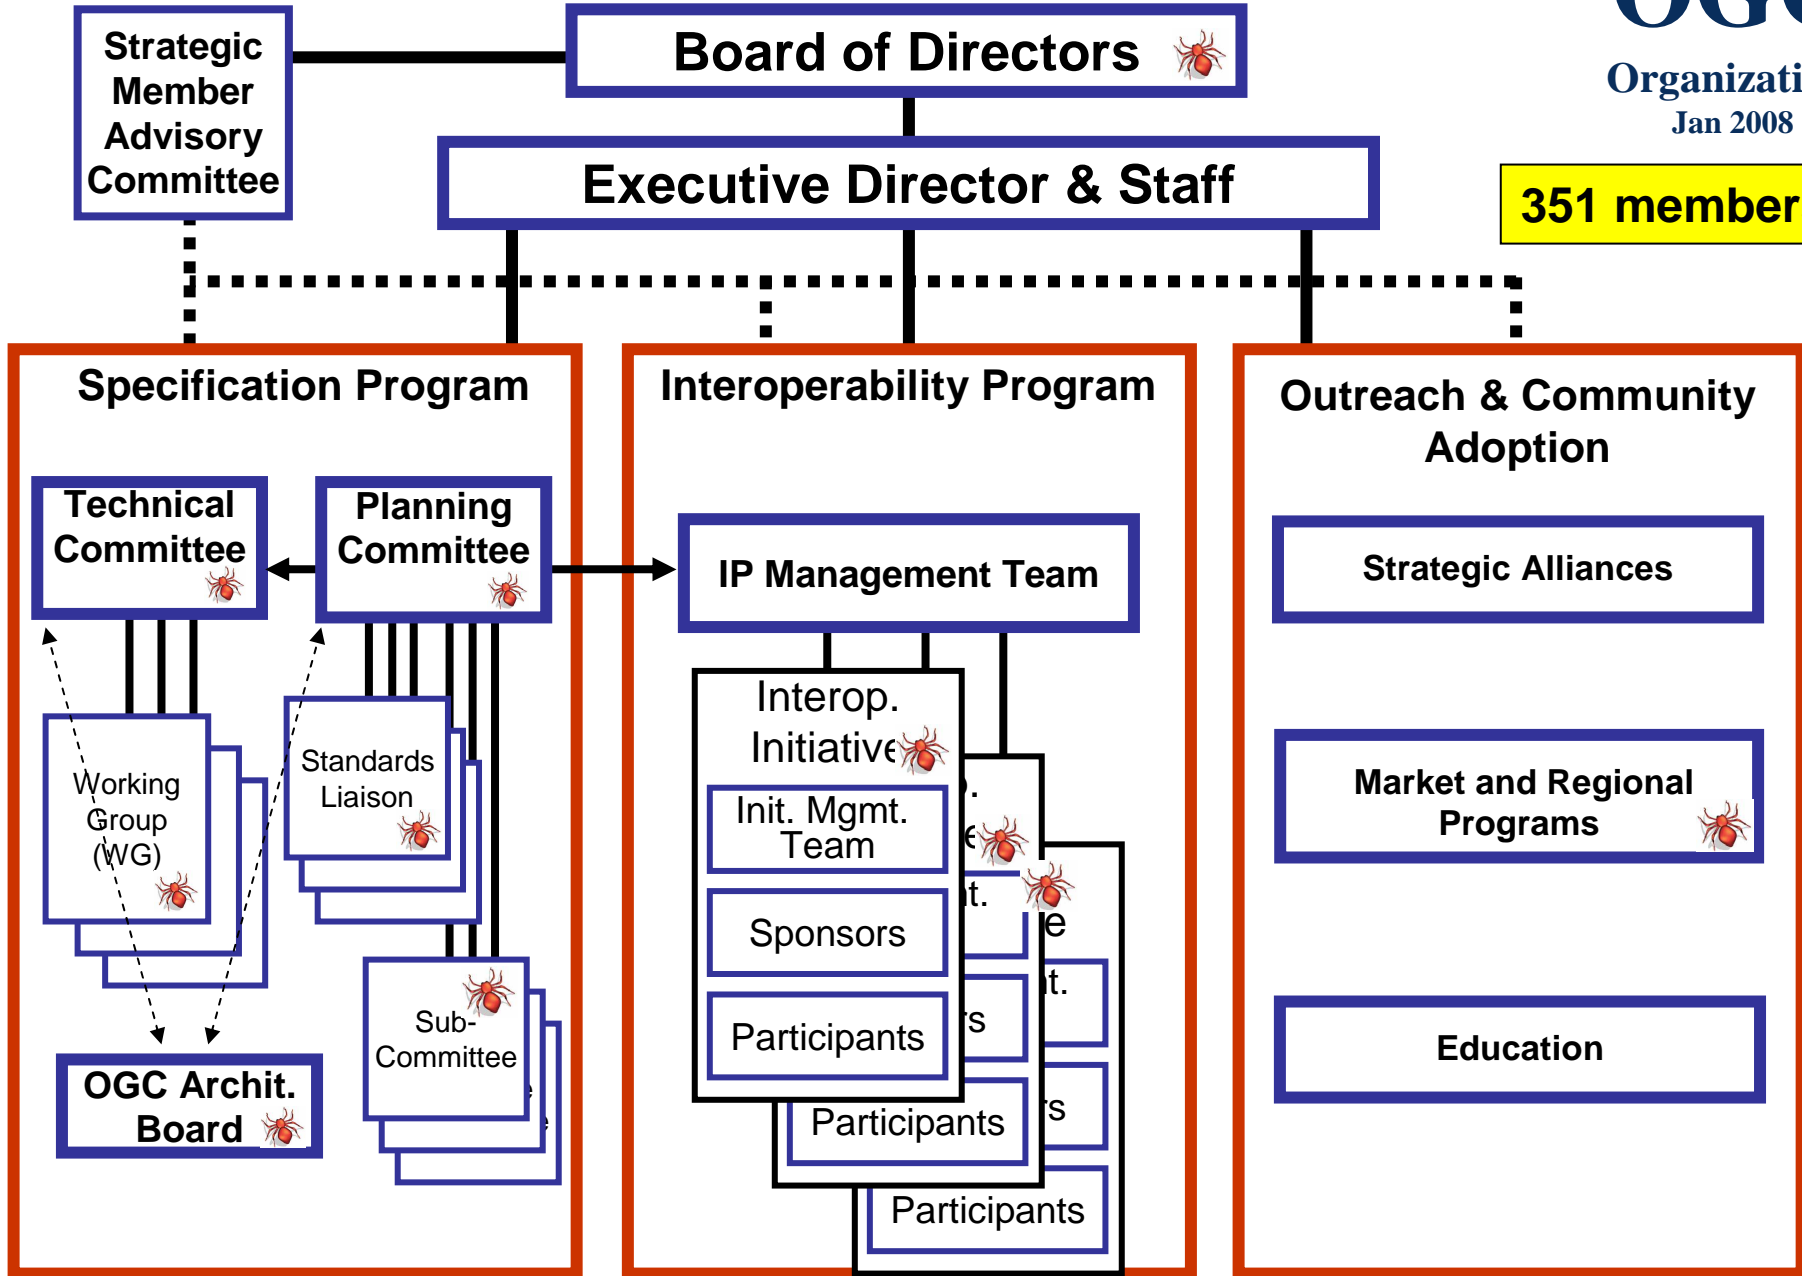 Strategic
Member
Advisory
Committee
Board of Directors
Executive Director & Staff
Jan 2008
351 member
Specification Program
Technical
Committee
Planning
Committee
Working
Group
(WG)
Standards
Liaison
Sub-
Committee
OGC Archit.
Board
Interoperability Program
IP Management Team
Interop.
Initiative
Init. Mgmt.
Team
Sponsors
Participants
Participants
Participants
Outreach & Community
Adoption
Strategic Alliances
Market and Regional
Programs
Education